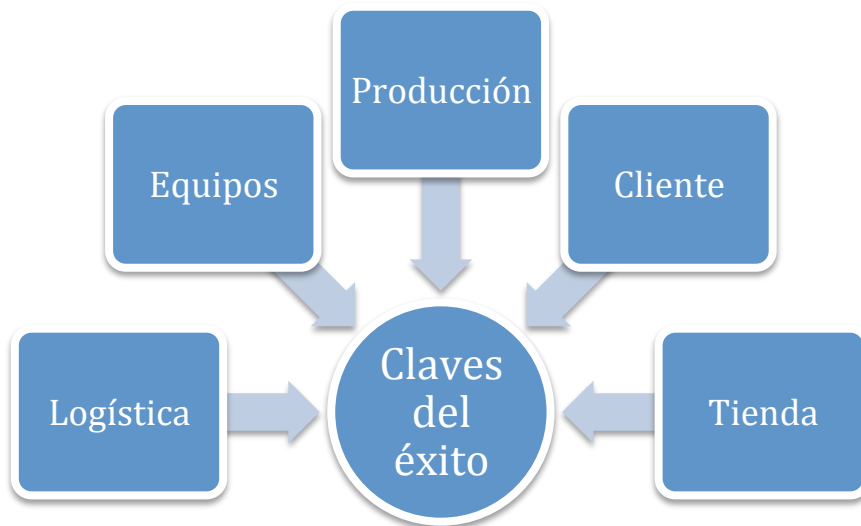 Producción
Equipos
Cliente
Logística
Claves
del
éxito
Tienda